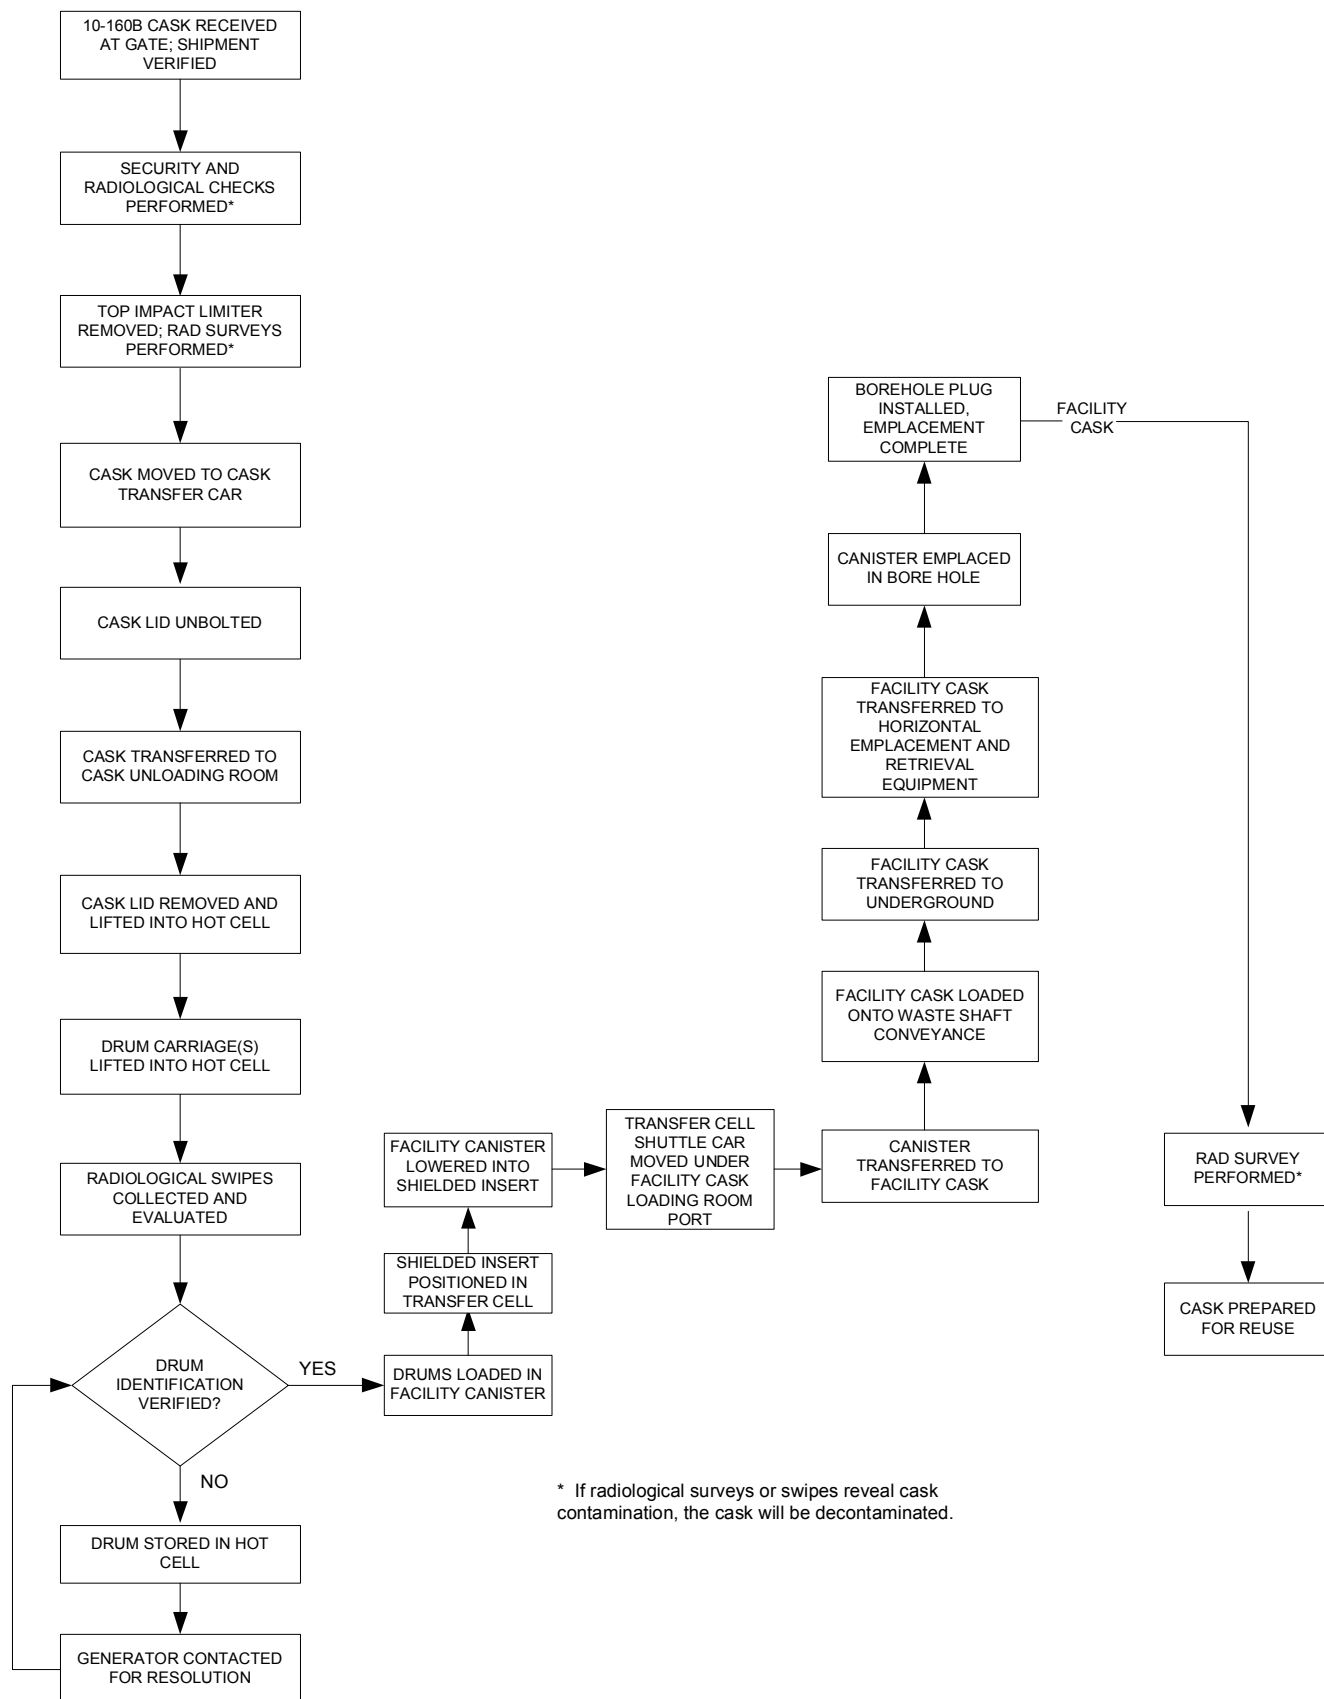 10-160B CASK RECEIVED
AT GATE; SHIPMENT
VERIFIED
SECURITY AND
RADIOLOGICAL CHECKS
PERFORMED*
TOP IMPACT LIMITER
REMOVED; RAD SURVEYS
PERFORMED*
CASK MOVED TO CASK
TRANSFER CAR
CASK LID UNBOLTED
CASK TRANSFERRED TO
CASK UNLOADING ROOM
CASK LID REMOVED AND
LIFTED INTO HOT CELL
DRUM CARRIAGE(S)
LIFTED INTO HOT CELL
RADIOLOGICAL SWIPES
COLLECTED AND
EVALUATED
DRUM
IDENTIFICATION
VERIFIED?
YES
NO
DRUM STORED IN HOT
CELL
GENERATOR CONTACTED
FOR RESOLUTION
DRUMS LOADED IN
FACILITY CANISTER
SHIELDED INSERT
POSITIONED IN
TRANSFER CELL
FACILITY CANISTER
LOWERED INTO
SHIELDED INSERT
TRANSFER CELL
SHUTTLE CAR
MOVED UNDER
FACILITY CASK
LOADING ROOM
PORT
CANISTER
TRANSFERRED TO
FACILITY CASK
FACILITY CASK LOADED
ONTO WASTE SHAFT
CONVEYANCE
FACILITY CASK
TRANSFERRED TO
UNDERGROUND
FACILITY CASK
TRANSFERRED TO
HORIZONTAL
EMPLACEMENT AND
RETRIEVAL
EQUIPMENT
CANISTER EMPLACED
IN BORE HOLE
BOREHOLE PLUG
INSTALLED,
EMPLACEMENT
COMPLETE
FACILITY
CASK
RAD SURVEY
PERFORMED*
CASK PREPARED
FOR REUSE
* If radiological surveys or swipes reveal cask
contamination, the cask will be decontaminated.